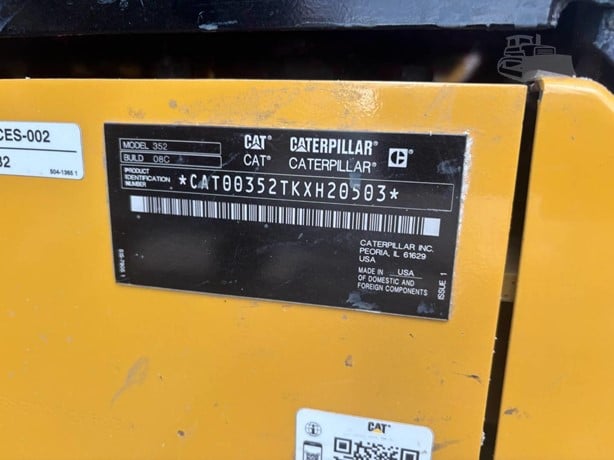 CES-002
32
504-1365 1
MODEL 352
BUILD 08C
CAT CATERPILLAR C
CAT® CATERPILLAR®
PRODUCT
IDENTIFICATION
NUMBER
*CAT00352TKXH20503*
CATERPILLAR INC.
PEORIA, IL 61629
USA
MADE IN USA
OF DOMESTIC AND
FOREIGN COMPONENTS
ISSUE 1
CAT